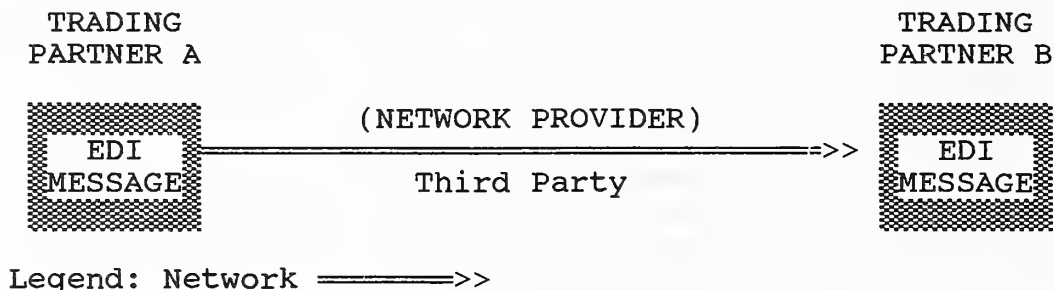 TRADING PARTNER A
TRADING PARTNER B
(NETWORK PROVIDER)
EDI MESSAGE
>>
EDI MESSAGE
Third Party
Legend: Network ======>>